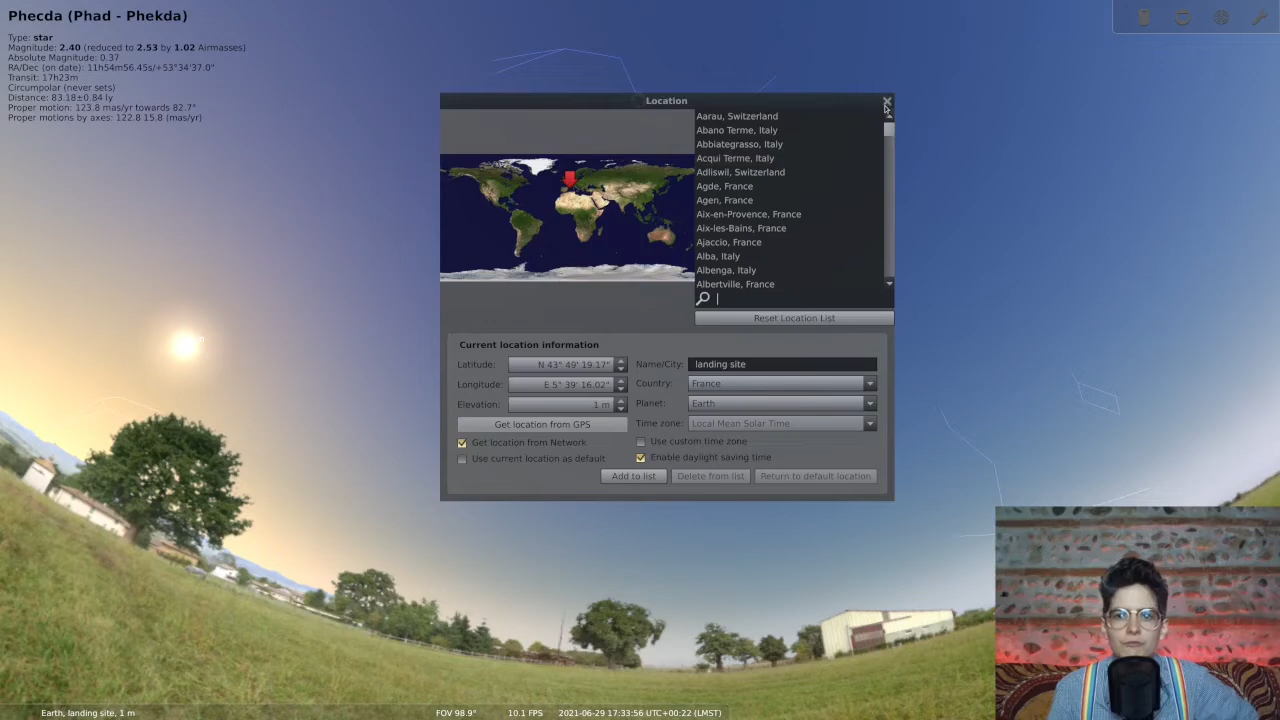 Phecda (Phad - Phekda)
Type: star
Magnitude: 2.40 (reduced to 2.53 by 1.02 Airmasses)
Absolute Magnitude: 0.37
RA/Dec (on date): 11h54m56.45s/+53°34'37.0"
Transit: 17h23m
Circumpolar (never sets)
Distance: 83.18±0.84 ly
Proper motion: 123.8 mas/yr towards 82.7°
Proper motions by axes: 122.8 15.8 (mas/yr)
Location
Aarau, Switzerland
Abano Terme, Italy
Abbiategrasso, Italy
Acqui Terme, Italy
Adliswil, Switzerland
Agde, France
Agen, France
Aix-en-Provence, France
Aix-les-Bains, France
Ajaccio, France
Alba, Italy
Albenga, Italy
Albertville, France
Reset Location List
Current location information
Latitude: N 43° 49' 19.17" Name/City: landing site
Longitude: E 5° 39' 16.02" Country: France
Elevation: 1 m Planet: Earth
Get location from GPS Time zone: Local Mean Solar Time
Get location from Network Use custom time zone
Use current location as default Enable daylight saving time
Add to list Delete from list Return to default location
Earth, landing site, 1 m FOV 98.9° 10.1 FPS 2021-06-29 17:33:56 UTC+00:22 (LMST)